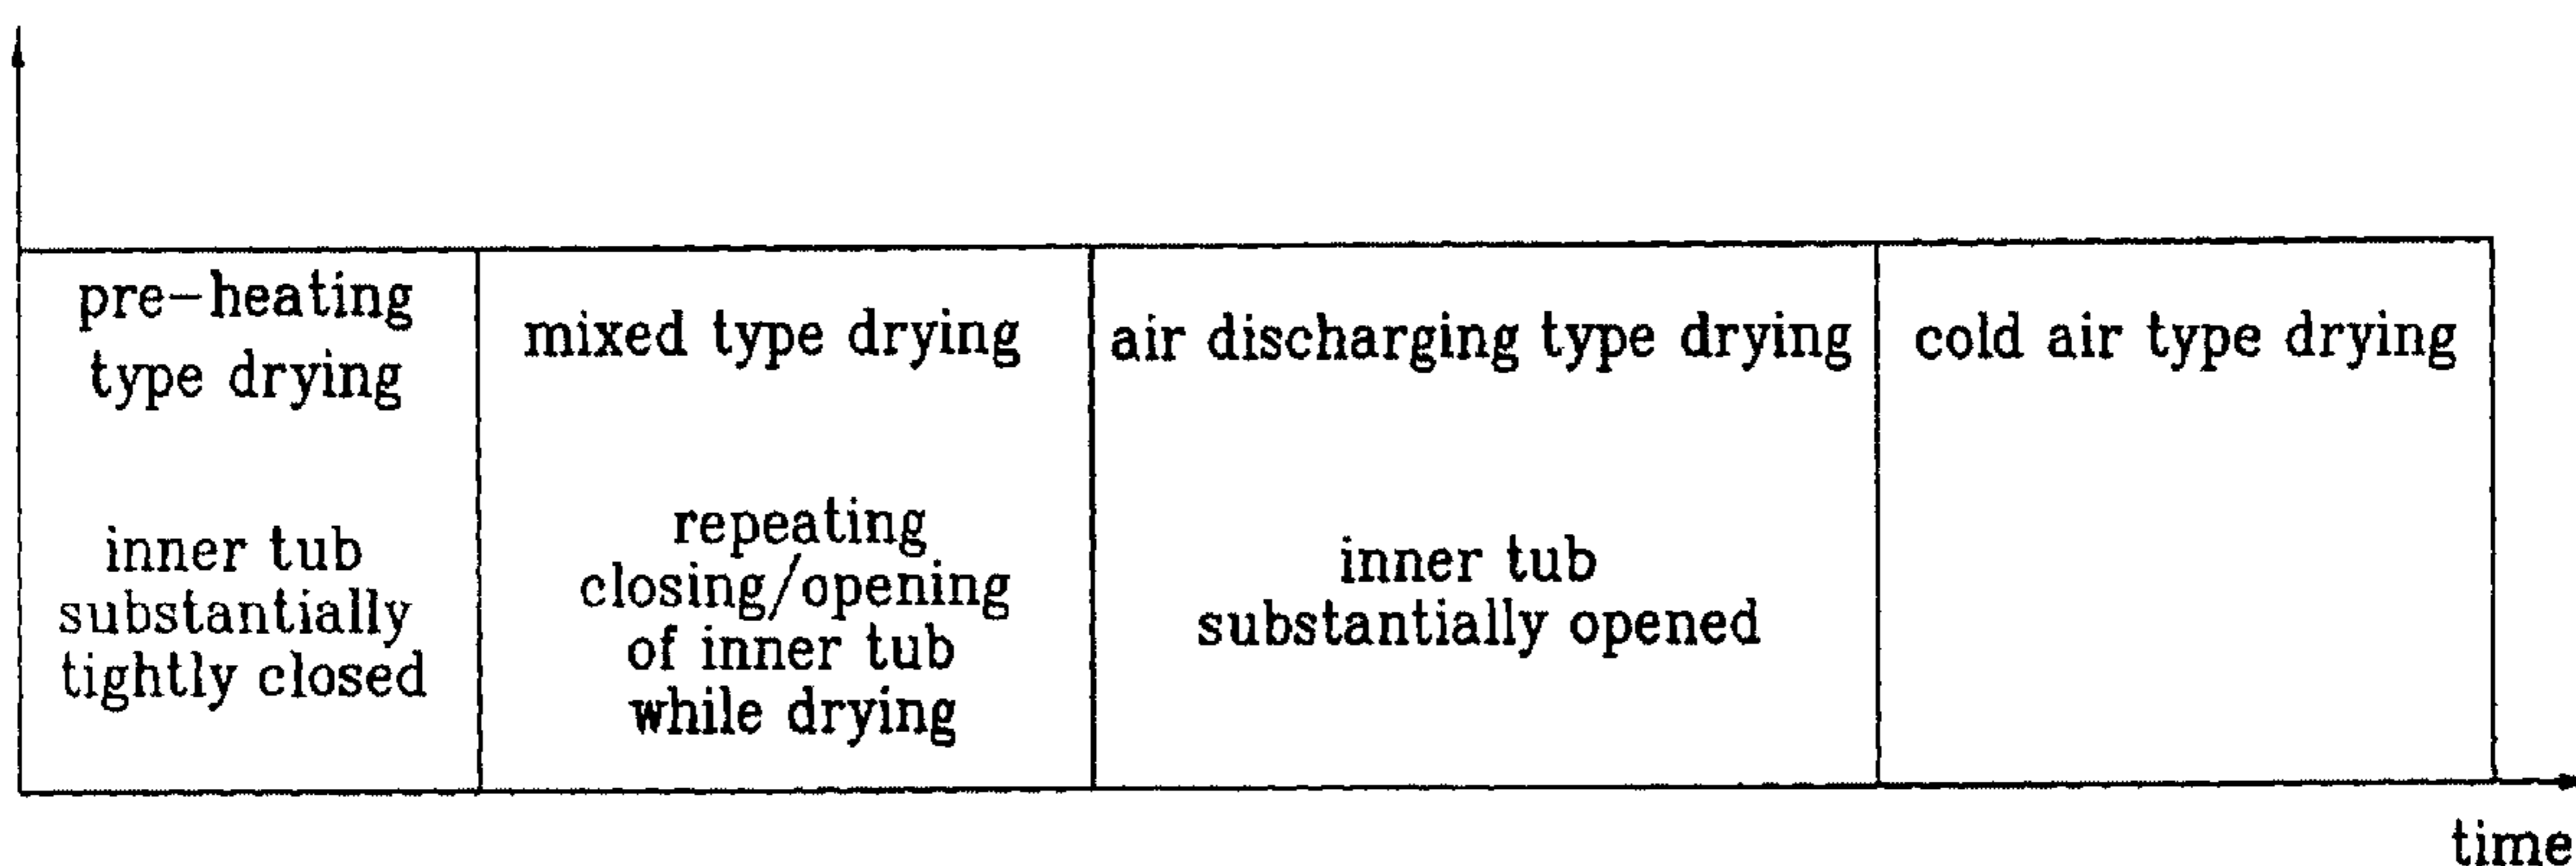 pre-heating
type drying
inner tub
substantially
tightly closed
mixed type drying
repeating
closing/opening
of inner tub
while drying
air discharging type drying
inner tub
substantially opened
cold air type drying
time